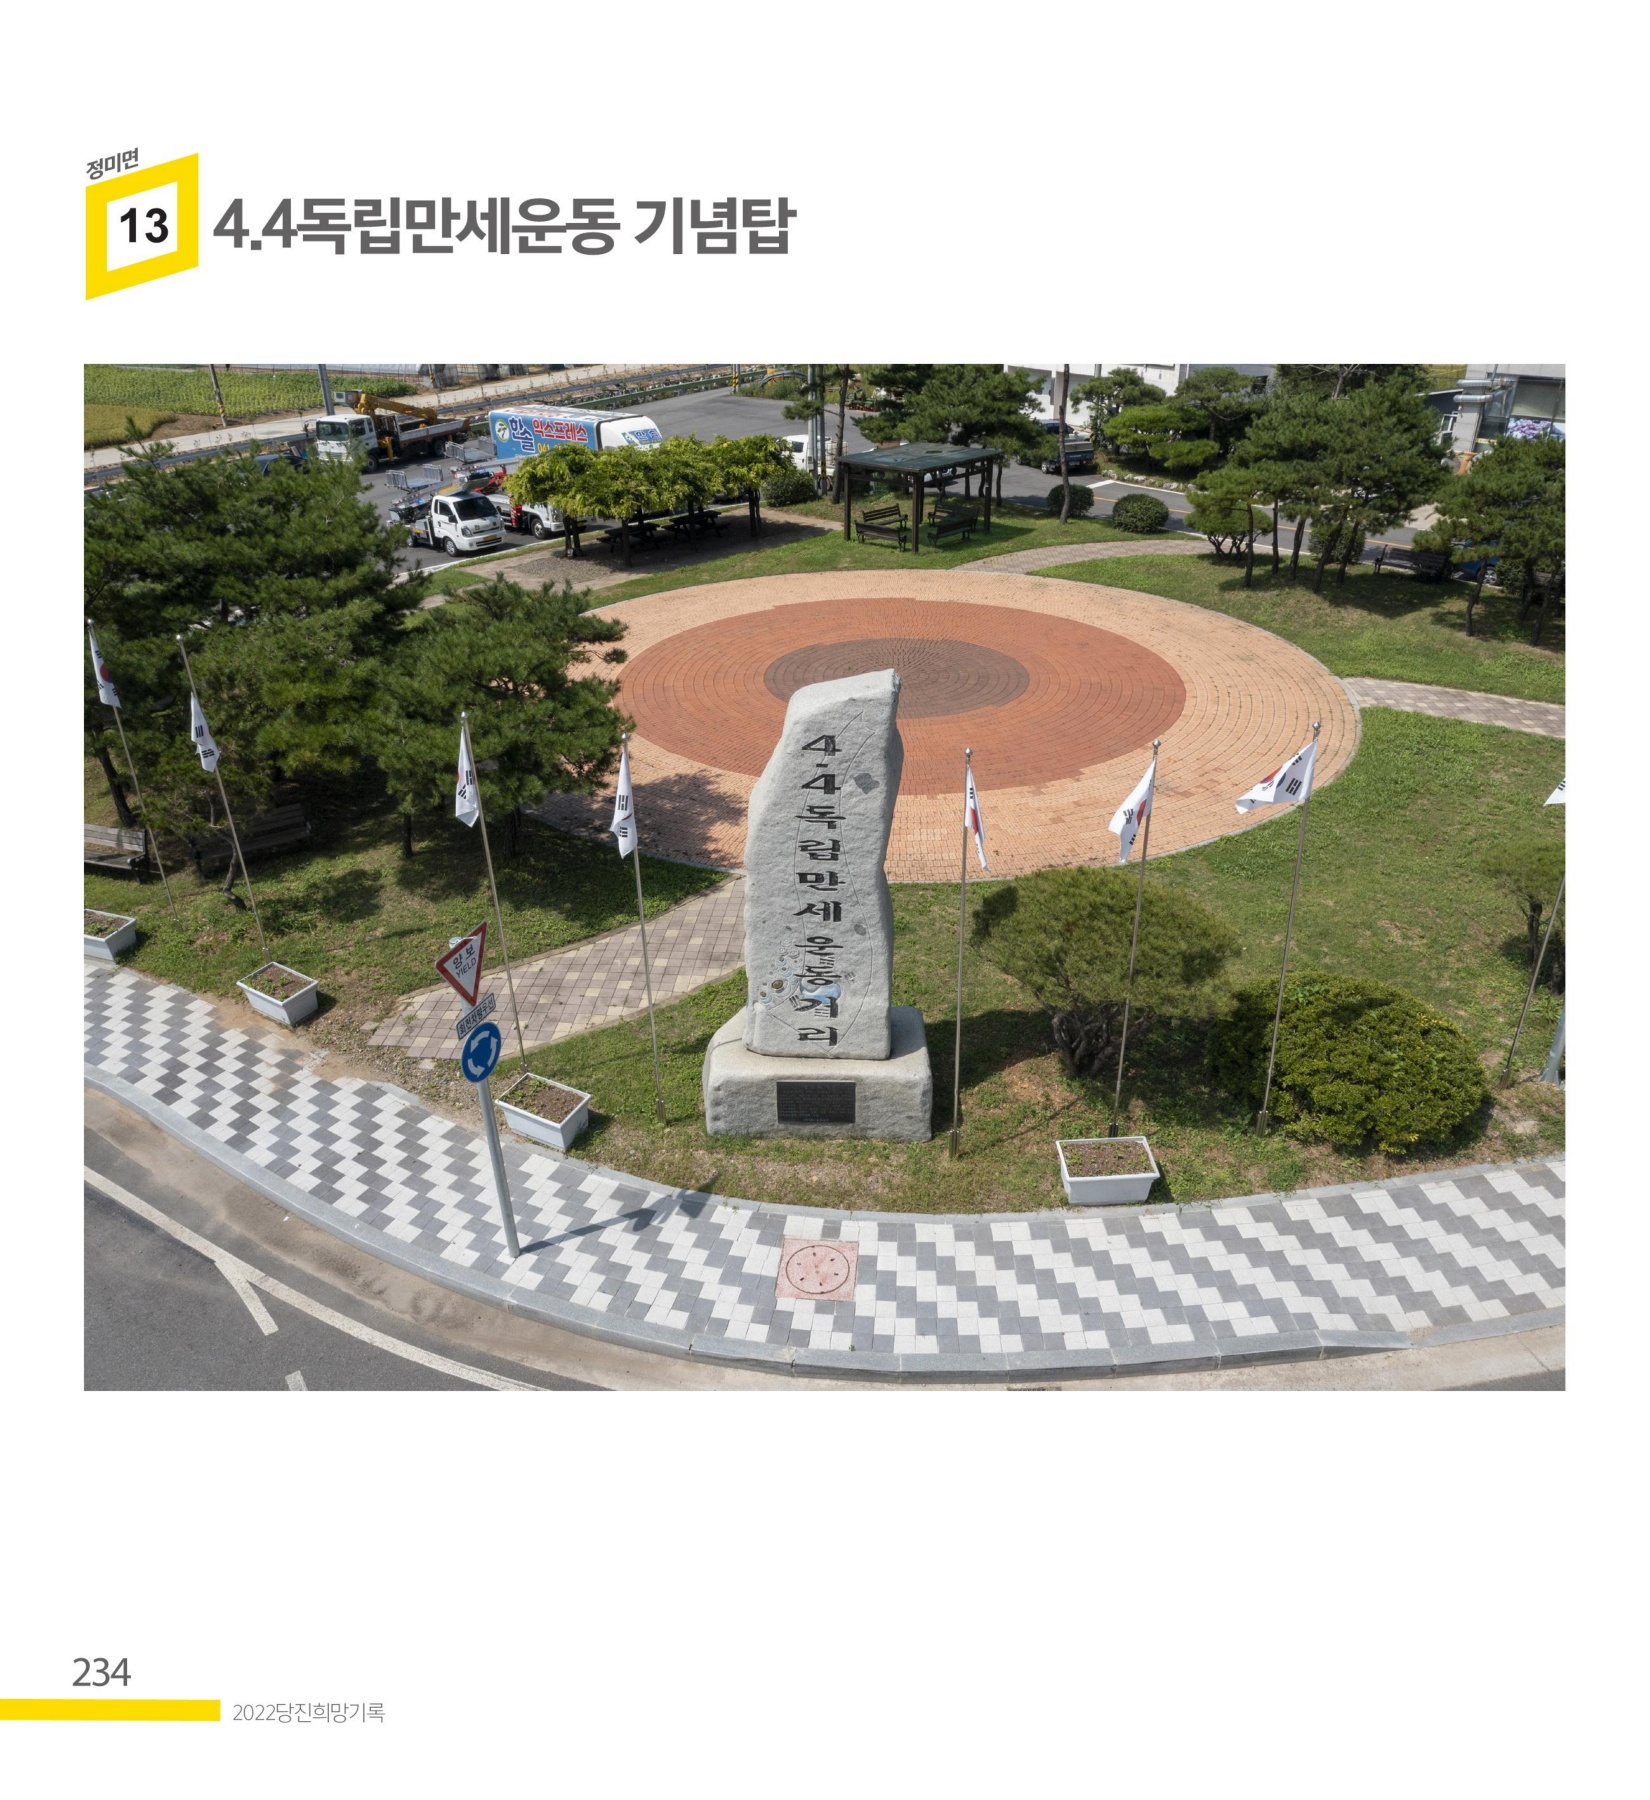 정미면
13
4.4독립만세운동 기념탑
한솔 익스프레스
4·4독립만세운동거리
양보
YIELD
회전차량우선
234
2022당진희망기록